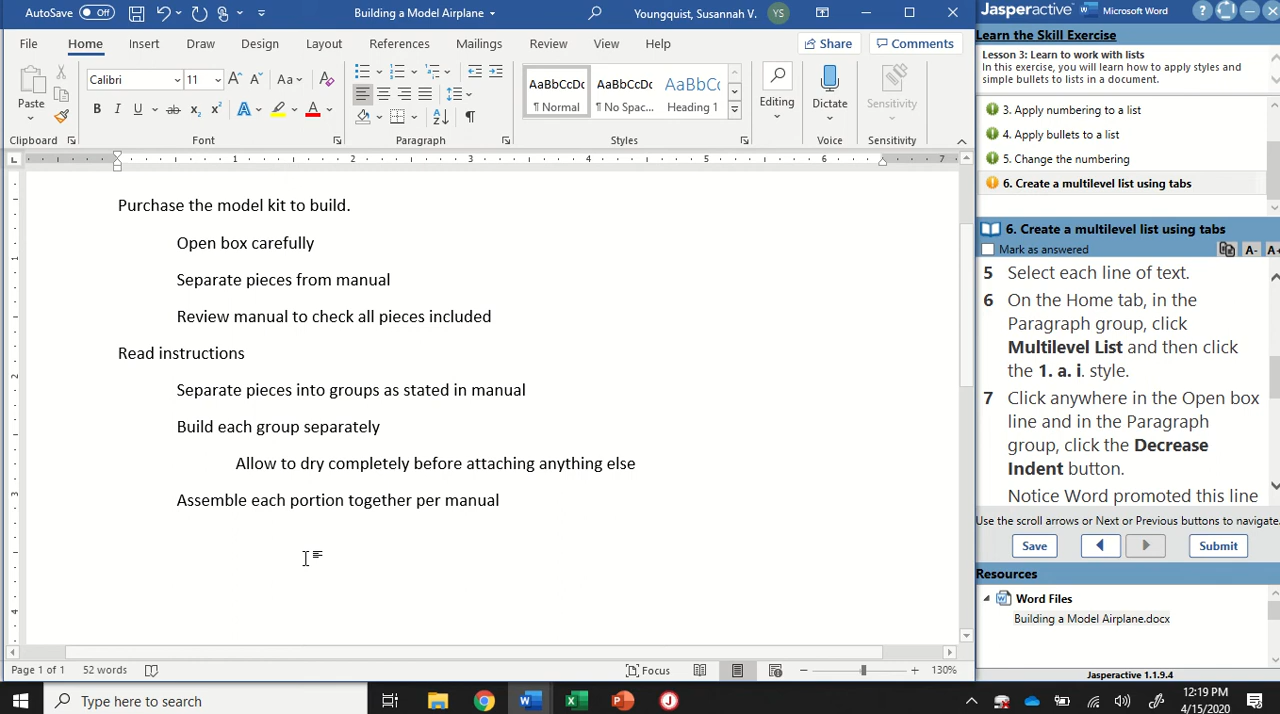 AutoSave Off
Building a Model Airplane
Youngquist, Susannah V. YS
File Home Insert Draw Design Layout References Mailings Review View Help Share Comments
Calibri 11 Aa
AaBbCcDc AaBbCcDc AaBbCc
Paste ¶ Normal ¶ No Spac... Heading 1 Editing Dictate Sensitivity
B I U ab x₂ x² A A
Clipboard Font Paragraph Styles Voice Sensitivity
1 2 3 4 5 6 7
Purchase the model kit to build.
Open box carefully
Separate pieces from manual
Review manual to check all pieces included
Read instructions
Separate pieces into groups as stated in manual
Build each group separately
Allow to dry completely before attaching anything else
Assemble each portion together per manual
Page 1 of 1 52 words Focus 130%
Jasperactive Microsoft Word
Learn the Skill Exercise
Lesson 3: Learn to work with lists
In this exercise, you will learn how to apply styles and
simple bullets to lists in a document.
3. Apply numbering to a list
4. Apply bullets to a list
5. Change the numbering
6. Create a multilevel list using tabs
6. Create a multilevel list using tabs
Mark as answered A- A+
5 Select each line of text.
6 On the Home tab, in the
Paragraph group, click
Multilevel List and then click
the 1. a. i. style.
7 Click anywhere in the Open box
line and in the Paragraph
group, click the Decrease
Indent button.
Notice Word promoted this line
Use the scroll arrows or Next or Previous buttons to navigate.
Save Submit
Resources
Word Files
Building a Model Airplane.docx
Jasperactive 1.1.9.4
Type here to search
12:19 PM
4/15/2020